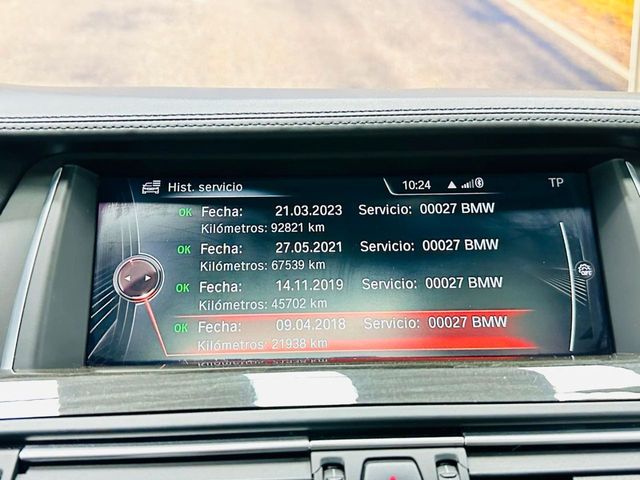 Hist. servicio 10:24 TP
OK Fecha: 21.03.2023 Servicio: 00027 BMW
Kilómetros: 92821 km
OK Fecha: 27.05.2021 Servicio: 00027 BMW
Kilómetros: 67539 km
OK Fecha: 14.11.2019 Servicio: 00027 BMW
Kilómetros: 45702 km
OK Fecha: 09.04.2018 Servicio: 00027 BMW
Kilómetros: 21938 km
OFF